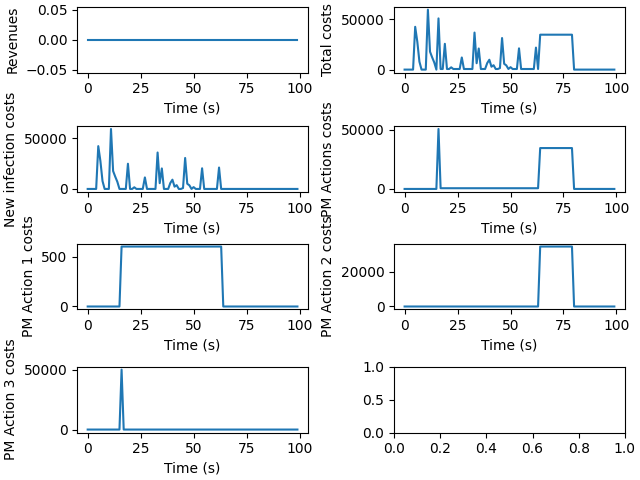 Revenues
0.05
0.00
−0.05
0 25 50 75 100
Time (s)
Total costs
50000
0
0 25 50 75 100
Time (s)
New infection costs
50000
0
0 25 50 75 100
Time (s)
PM Actions costs
50000
0
0 25 50 75 100
Time (s)
PM Action 1 costs
500
0
0 25 50 75 100
Time (s)
PM Action 2 costs
20000
0
0 25 50 75 100
Time (s)
PM Action 3 costs
50000
0
0 25 50 75 100
Time (s)
1.0
0.5
0.0
0.0 0.2 0.4 0.6 0.8 1.0